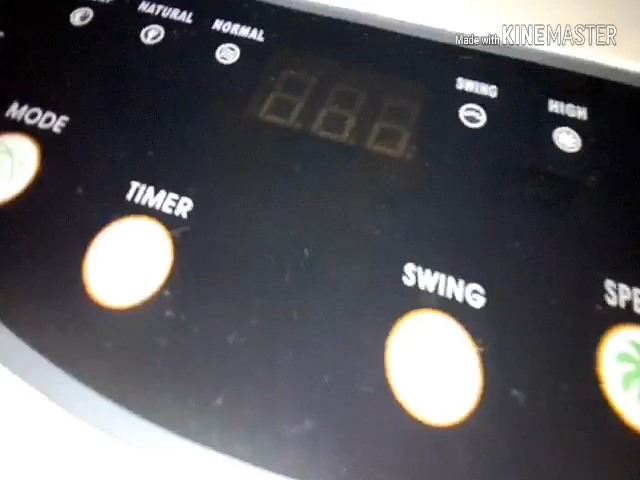 Made with KINEMASTER
NATURAL
NORMAL
SWING
HIGH
MODE
TIMER
SWING